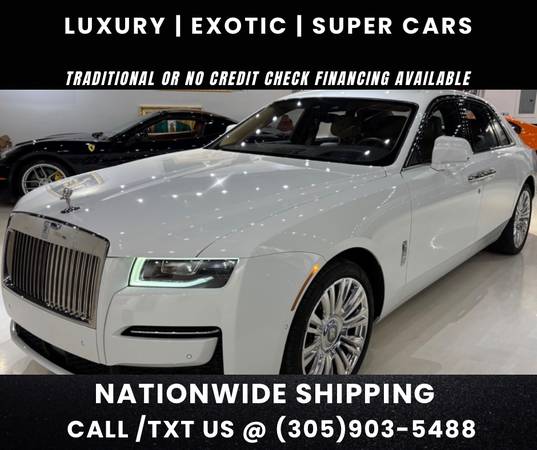 LUXURY | EXOTIC | SUPER CARS
TRADITIONAL OR NO CREDIT CHECK FINANCING AVAILABLE
NATIONWIDE SHIPPING
CALL /TXT US @ (305)903-5488